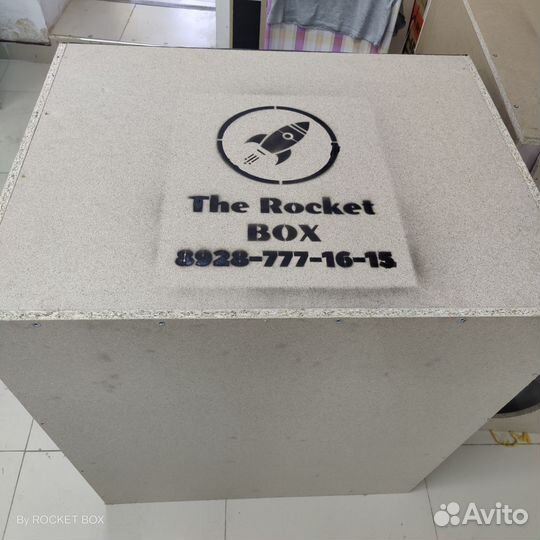 The Rocket
BOX
8928-777-16-15
By ROCKET BOX
Avito